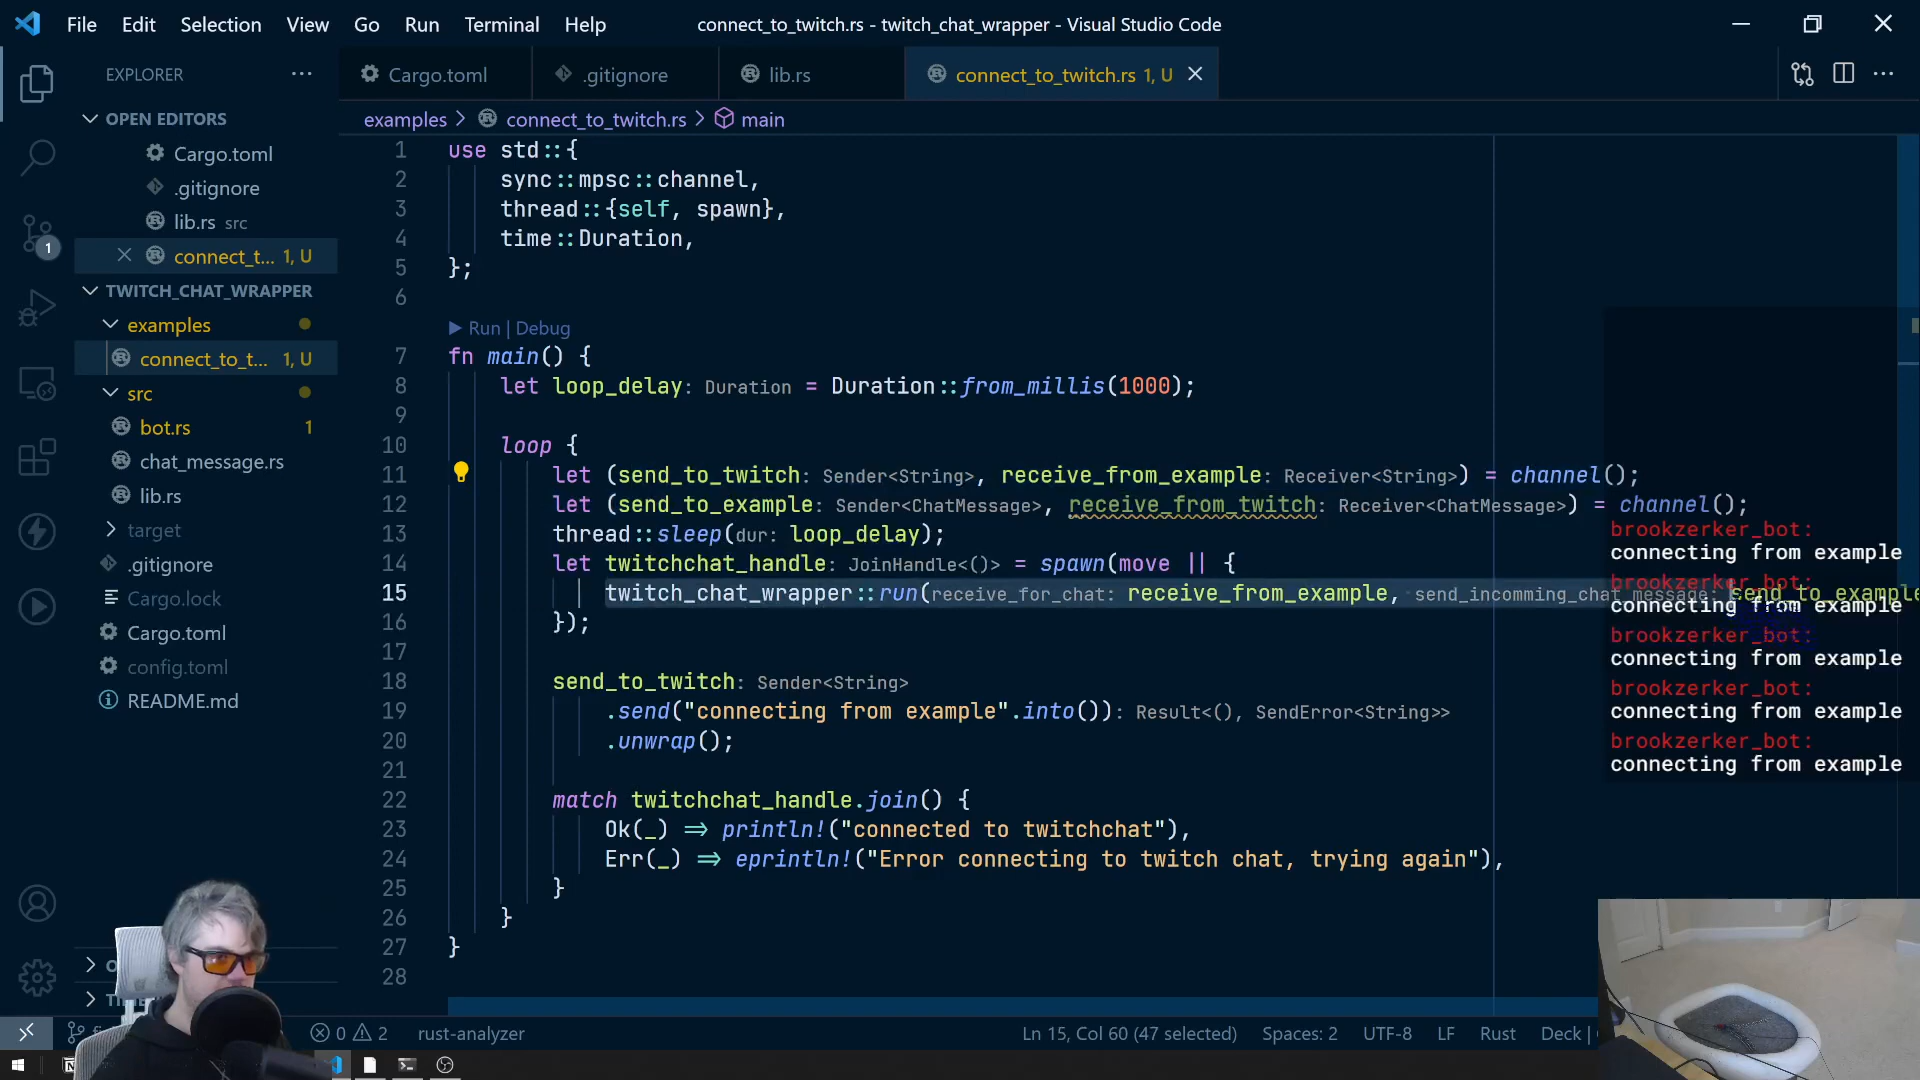 File Edit Selection View Go Run Terminal Help
connect_to_twitch.rs - twitch_chat_wrapper - Visual Studio Code
EXPLORER
Cargo.toml .gitignore lib.rs connect_to_twitch.rs 1, U
OPEN EDITORS
Cargo.toml
.gitignore
lib.rs src
connect_t... 1, U
TWITCH_CHAT_WRAPPER
examples
connect_to_t... 1, U
src
bot.rs 1
chat_message.rs
lib.rs
target
.gitignore
Cargo.lock
Cargo.toml
config.toml
README.md
1
examples > connect_to_twitch.rs > main
1 use std::{
2 sync::mpsc::channel,
3 thread::{self, spawn},
4 time::Duration,
5 };
6
Run | Debug
7 fn main() {
8 let loop_delay: Duration = Duration::from_millis(1000);
9
10 loop {
11 let (send_to_twitch: Sender<String>, receive_from_example: Receiver<String>) = channel();
12 let (send_to_example: Sender<ChatMessage>, receive_from_twitch: Receiver<ChatMessage>) = channel();
13 thread::sleep(dur: loop_delay);
14 let twitchchat_handle: JoinHandle<()> = spawn(move || {
15 twitch_chat_wrapper::run(receive_for_chat: receive_from_example, send_incomming_chat_message: send_to_example
16 });
17
18 send_to_twitch: Sender<String>
19 .send("connecting from example".into()): Result<(), SendError<String>>
20 .unwrap();
21
22 match twitchchat_handle.join() {
23 Ok(_) => println!("connected to twitchchat"),
24 Err(_) => eprintln!("Error connecting to twitch chat, trying again"),
25 }
26 }
27 }
28
brookzerker_bot:
connecting from example
brookzerker_bot:
connecting from example
brookzerker_bot:
connecting from example
brookzerker_bot:
connecting from example
brookzerker_bot:
connecting from example
0 2 rust-analyzer
Ln 15, Col 60 (47 selected) Spaces: 2 UTF-8 LF Rust Deck